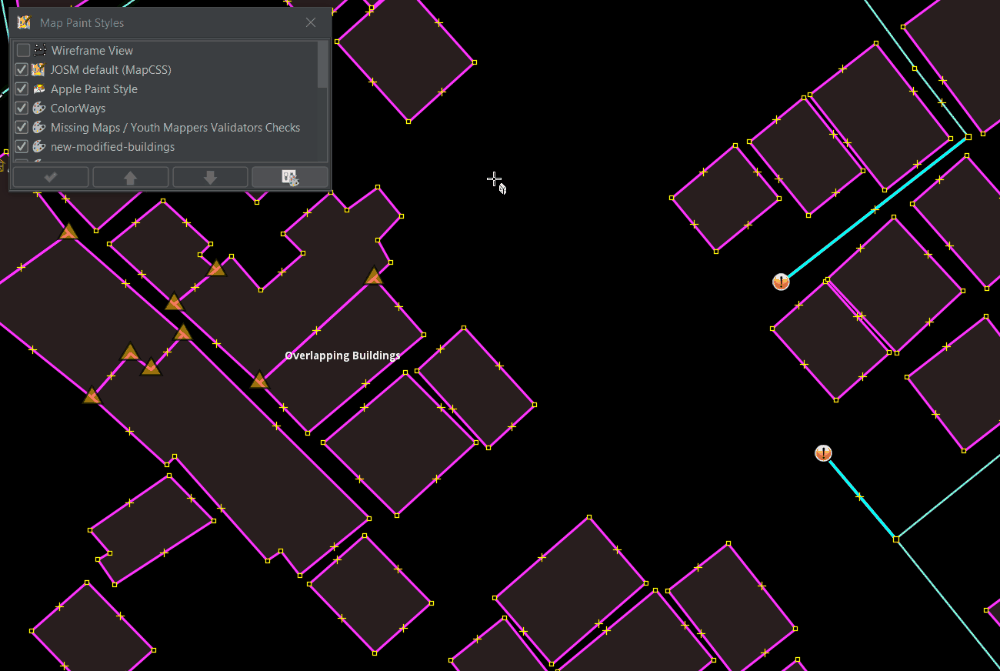 Map Paint Styles
Wireframe View
JOSM default (MapCSS)
Apple Paint Style
ColorWays
Missing Maps / Youth Mappers Validators Checks
new-modified-buildings
Overlapping Buildings